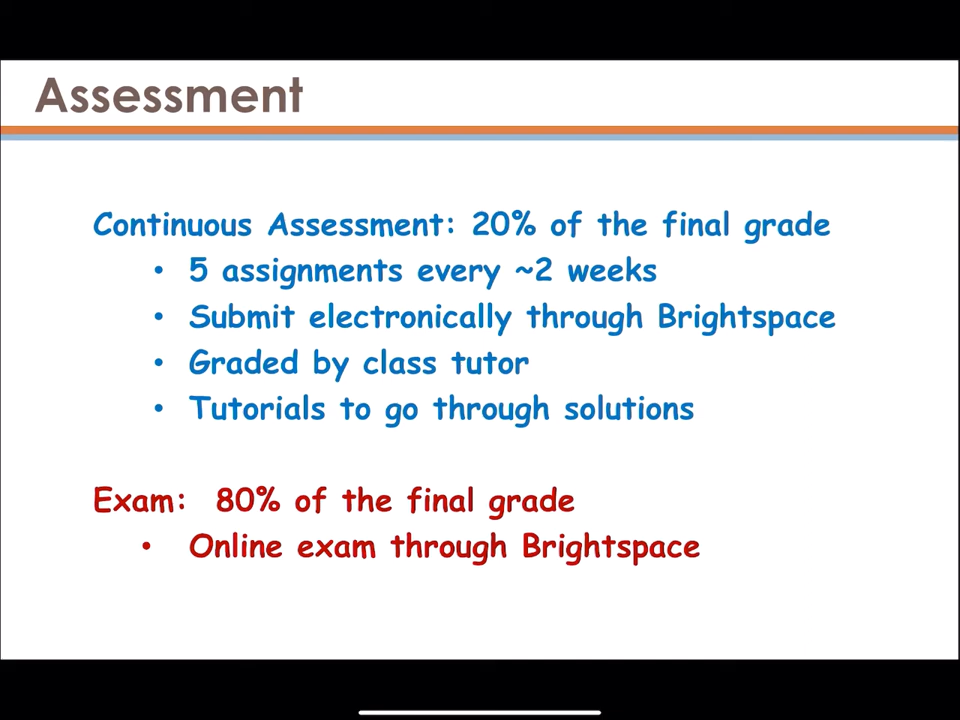 Assessment
Continuous Assessment: 20% of the final grade
• 5 assignments every ~2 weeks
• Submit electronically through Brightspace
• Graded by class tutor
• Tutorials to go through solutions
Exam: 80% of the final grade
• Online exam through Brightspace